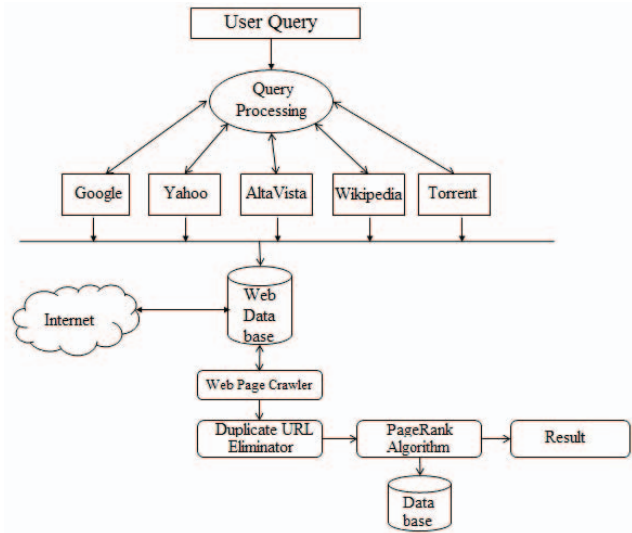 User Query
Query
Processing
Google
Yahoo
AltaVista
Wikipedia
Torrent
Web
Data
base
Internet
Web Page Crawler
Duplicate URL
Eliminator
PageRank
Algorithm
Result
Data
base